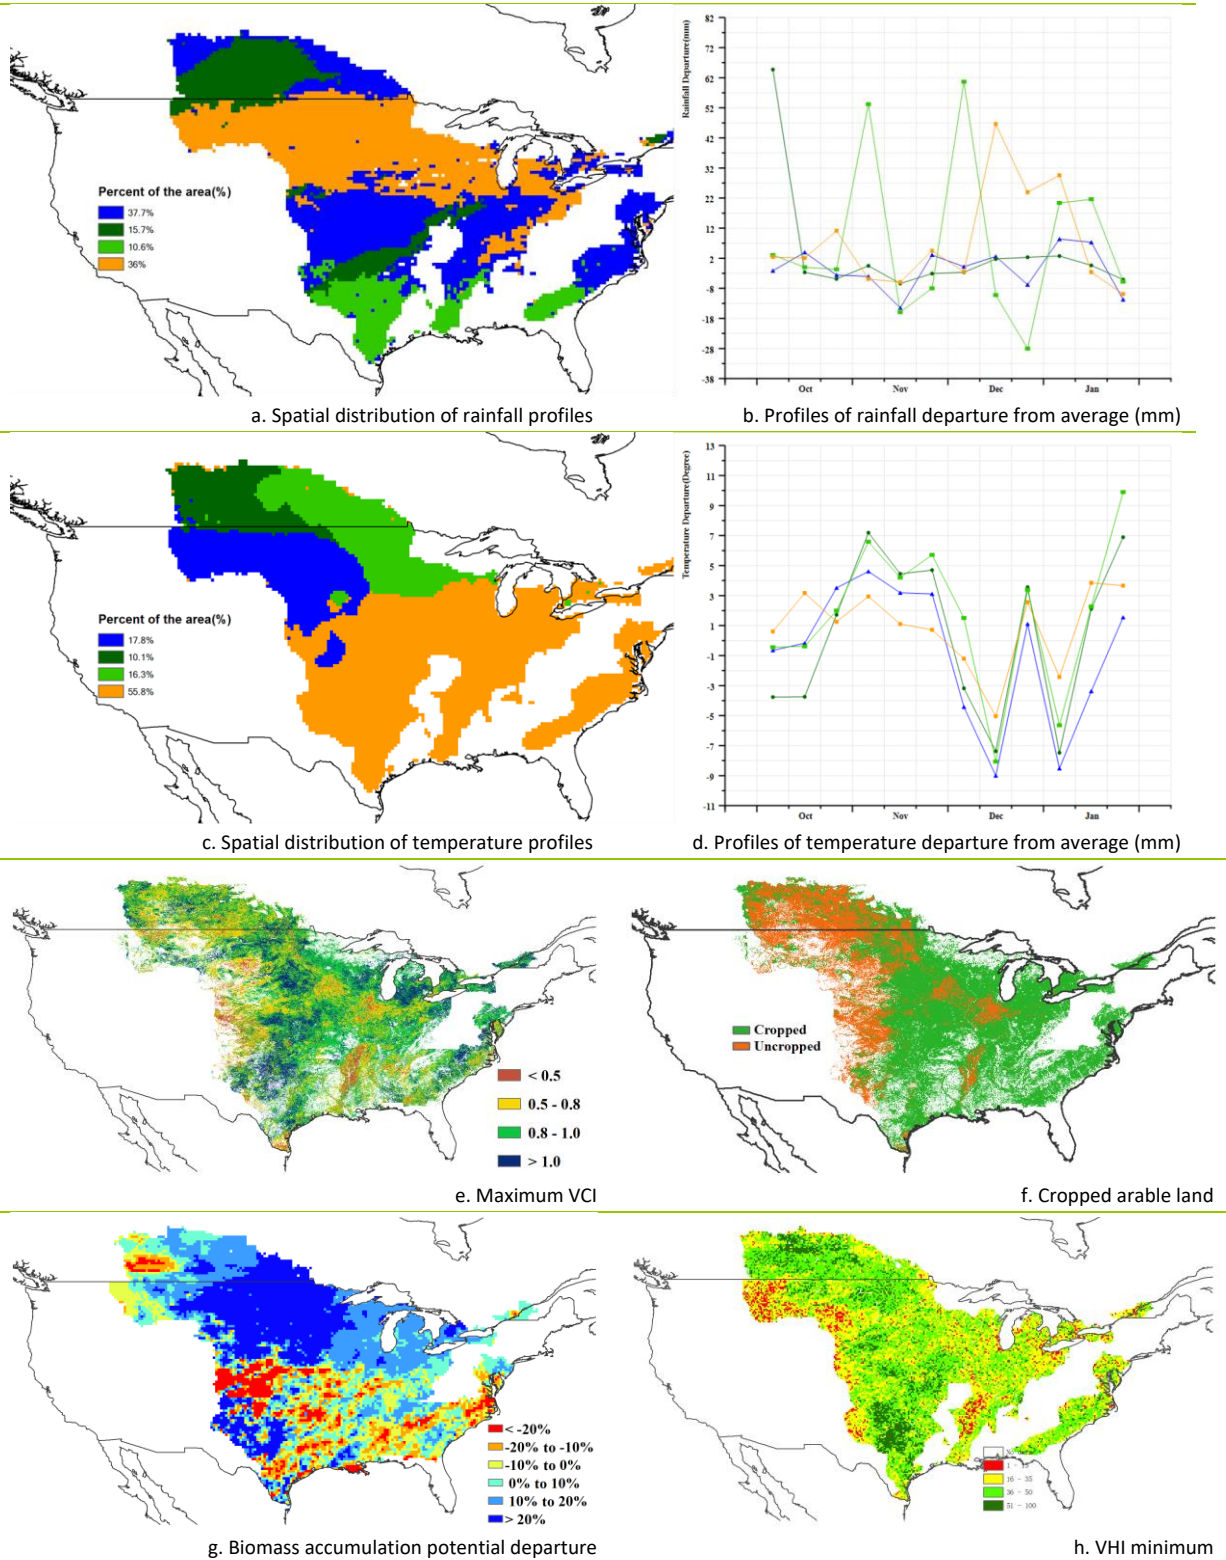 Percent of the area(%)
37.7%
15.7%
10.6%
36%
Rainfall Departure(mm)
82
72
62
52
42
32
22
12
2
-8
-18
-28
-38
Oct
Nov
Dec
Jan
a. Spatial distribution of rainfall profiles
b. Profiles of rainfall departure from average (mm)
Percent of the area(%)
17.8%
10.1%
16.3%
55.8%
Temperature Departure(Degree)
13
11
9
7
5
3
1
-1
-3
-5
-7
-9
-11
Oct
Nov
Dec
Jan
c. Spatial distribution of temperature profiles
d. Profiles of temperature departure from average (mm)
< 0.5
0.5 - 0.8
0.8 - 1.0
> 1.0
Cropped
Uncropped
e. Maximum VCI
f. Cropped arable land
< -20%
-20% to -10%
-10% to 0%
0% to 10%
10% to 20%
> 20%
16 - 35
36 - 50
51 - 100
g. Biomass accumulation potential departure
h. VHI minimum